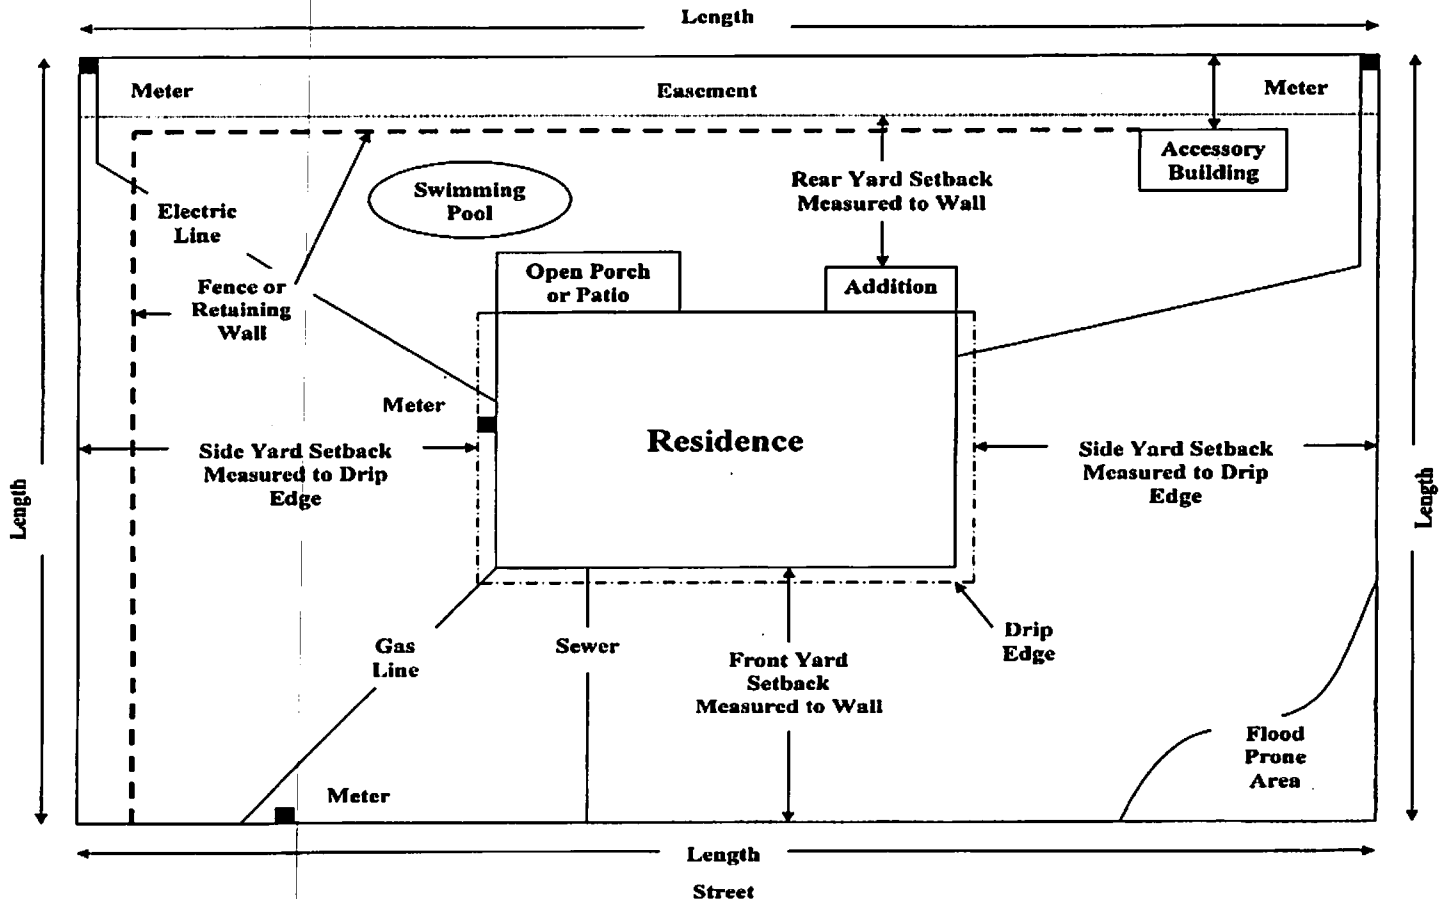 Length
Meter
Easement
Meter
Accessory
Building
Swimming
Pool
Rear Yard Setback
Measured to Wall
Electric
Line
Open Porch
or Patio
Addition
Fence or
Retaining
Wall
Meter
Residence
Side Yard Setback
Measured to Drip
Edge
Side Yard Setback
Measured to Drip
Edge
Length
Length
Gas
Line
Sewer
Front Yard
Setback
Measured to Wall
Drip
Edge
Flood
Prone
Area
Meter
Length
Street